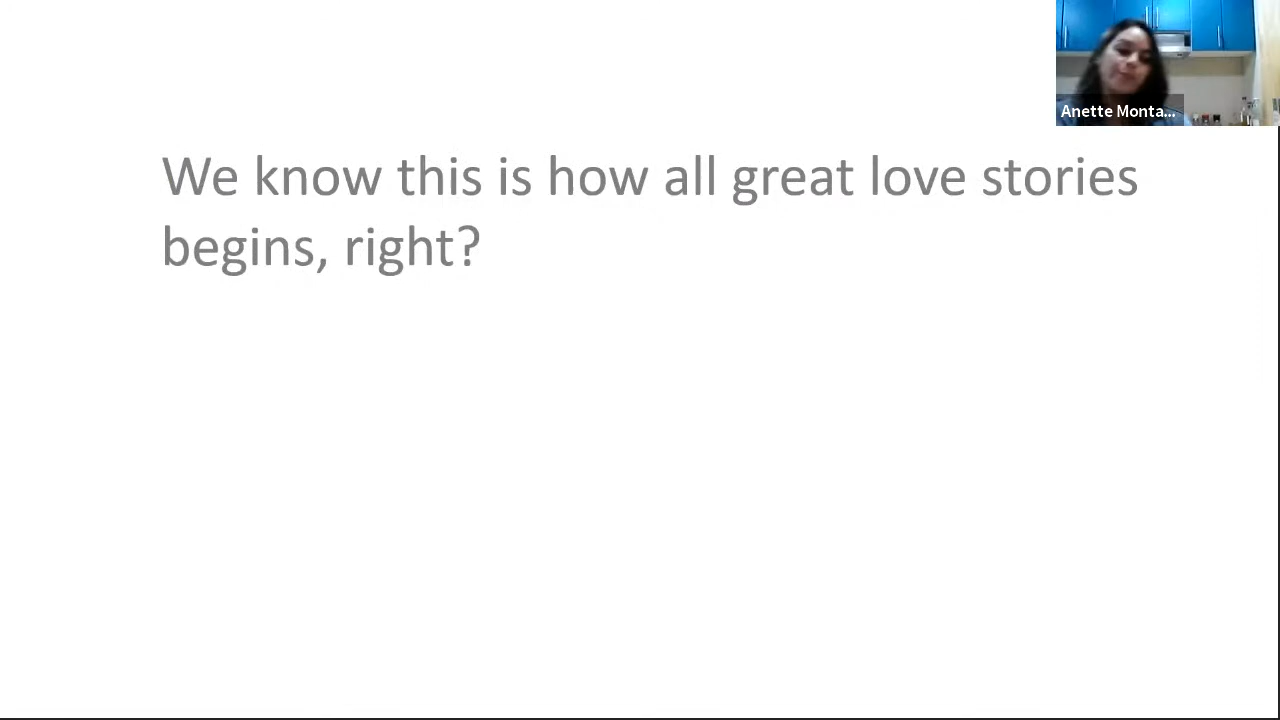 Anette Monta...
We know this is how all great love stories
begins, right?